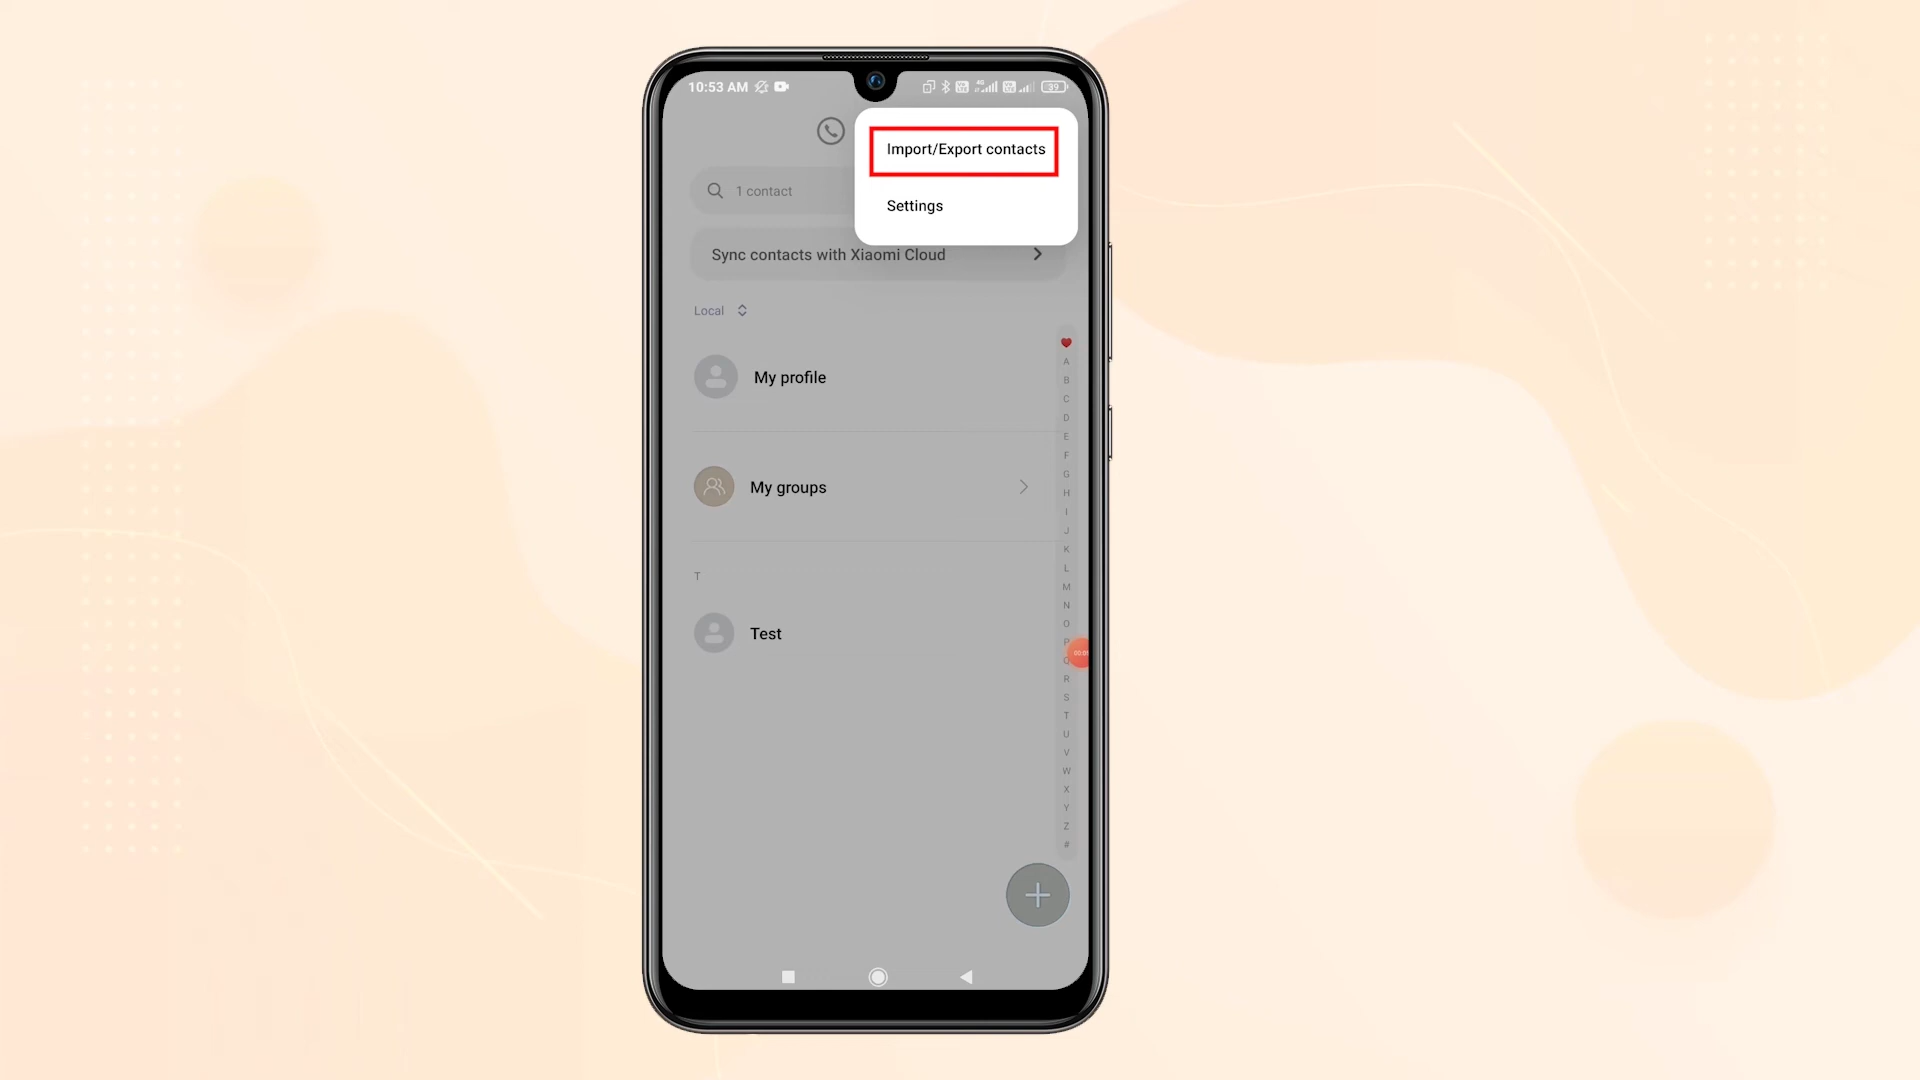 10:53 AM
89
Import/Export contacts
1 contact
Settings
Sync contacts with Xiaomi Cloud
Local
My profile
My groups
T
Test
A
B
C
D
E
F
G
H
I
J
K
L
M
N
O
P
Q
R
S
T
U
V
W
X
Y
Z
#